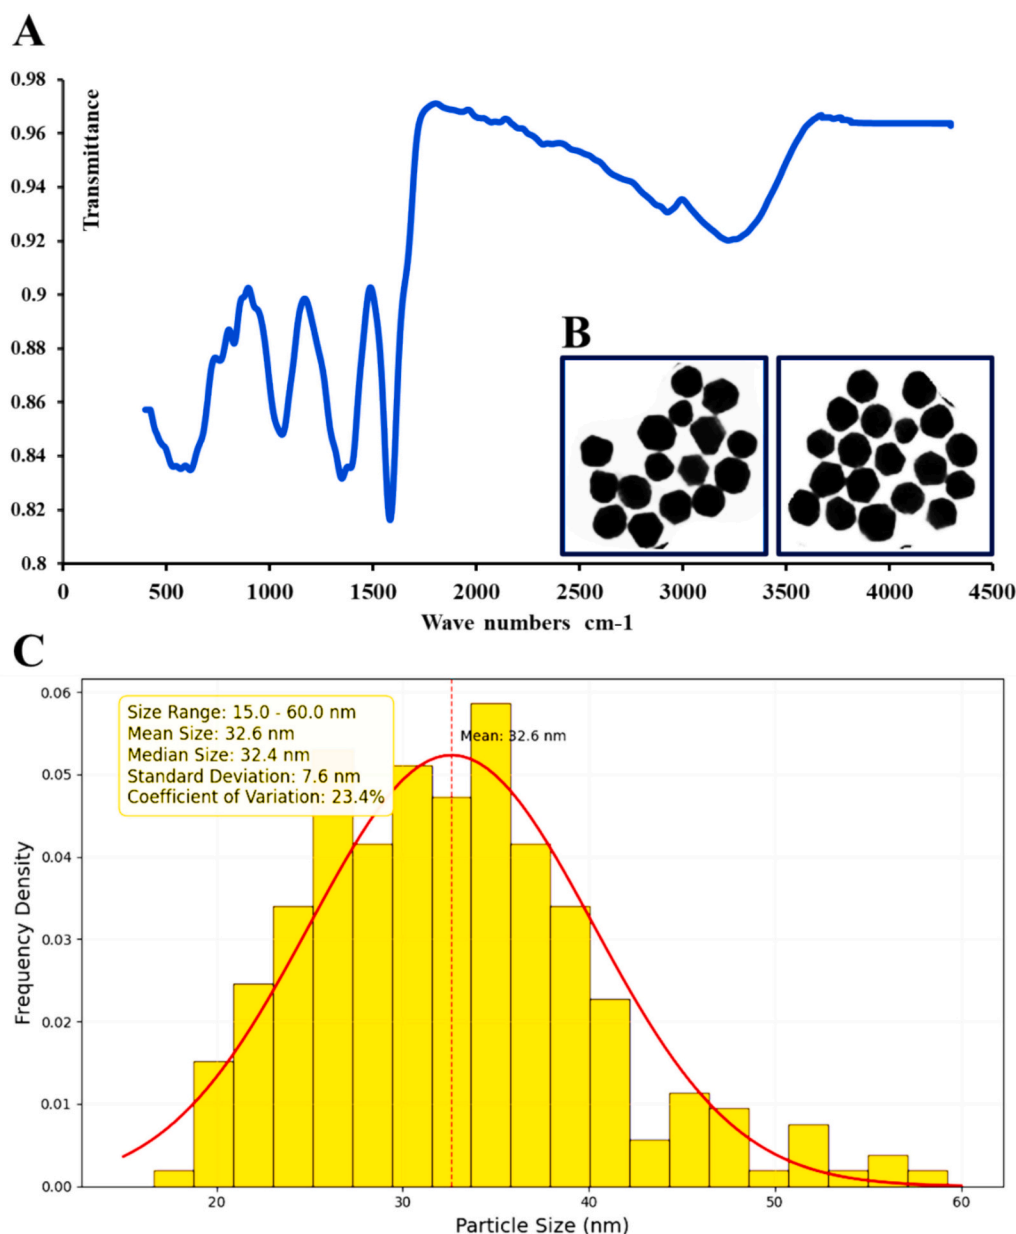 A
0.98
0.96
0.94
0.92
0.9
0.88
0.86
0.84
0.82
0.8
Transmittance
B
0 500 1000 1500 2000 2500 3000 3500 4000 4500
Wave numbers cm-1
C
0.06
0.05
0.04
0.03
0.02
0.01
0.00
Frequency Density
Size Range: 15.0 - 60.0 nm
Mean Size: 32.6 nm
Median Size: 32.4 nm
Standard Deviation: 7.6 nm
Coefficient of Variation: 23.4%
Mean: 32.6 nm
20 30 40 50 60
Particle Size (nm)